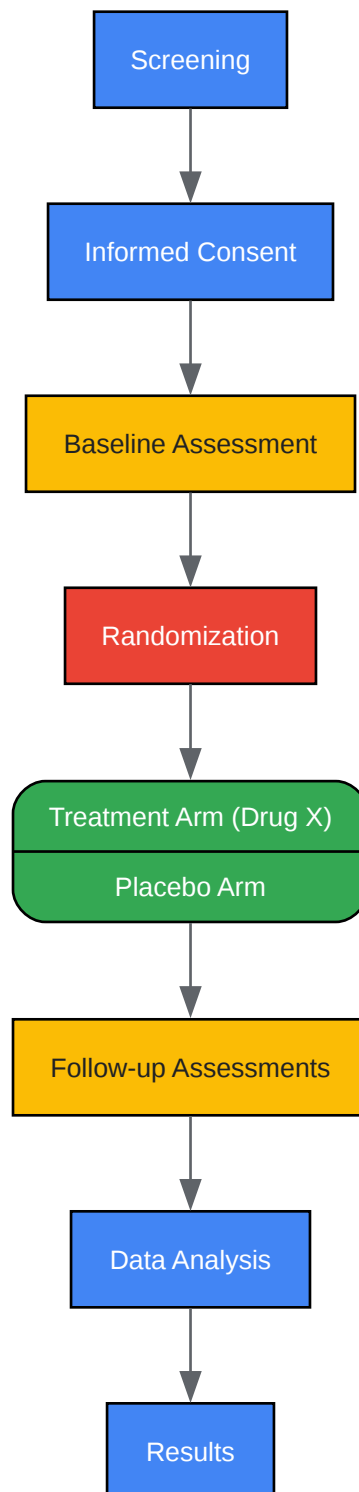 Screening
Informed Consent
Baseline Assessment
Randomization
Treatment Arm (Drug X)
Placebo Arm
Follow-up Assessments
Data Analysis
Results